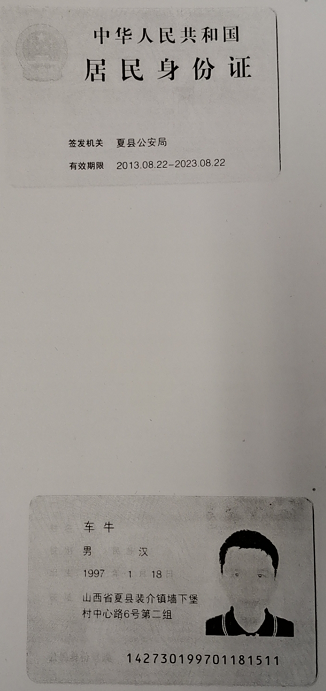 中华人民共和国
居民身份证
签发机关 夏县公安局
有效期限 2013.08.22-2023.08.22
车牛
男 汉
1997 1 18
山西省夏县裴介镇墙下堡
村中心路6号第二组
142730199701181511